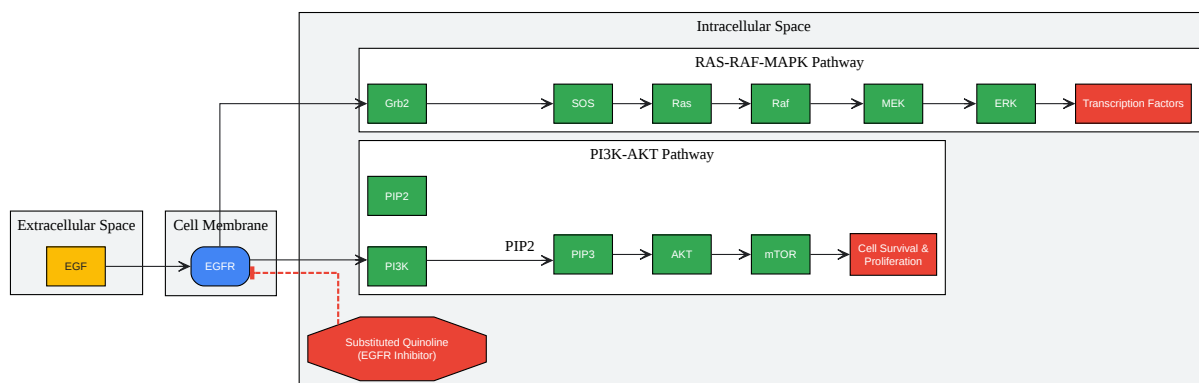 Intracellular Space
RAS-RAF-MAPK Pathway
Grb2
SOS
Ras
Raf
MEK
ERK
Transcription Factors
PI3K-AKT Pathway
PIP2
Extracellular Space
Cell Membrane
EGF
EGFR
PI3K
PIP2
PIP3
AKT
mTOR
Cell Survival &
Proliferation
Substituted Quinoline
(EGFR Inhibitor)